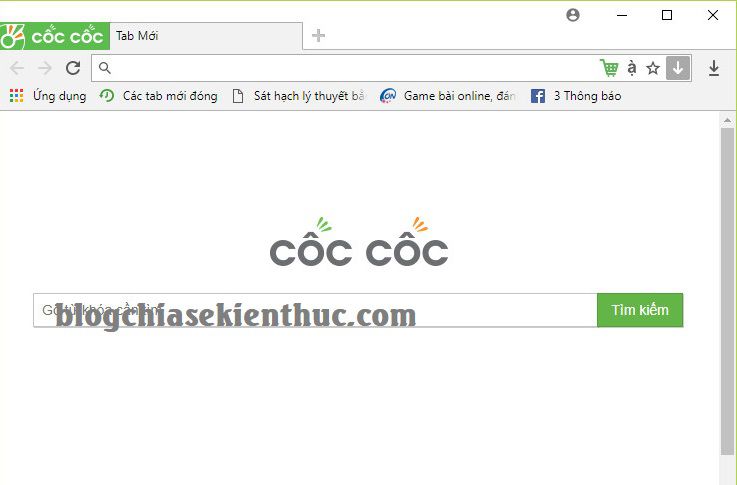 cốc cốc Tab Mới
à
Ứng dụng Các tab mới đóng Sát hạch lý thuyết bằ Game bài online, đán 3 Thông báo
cốc cốc
Gõ từ khóa cần tìm Tìm kiếm
blogchiasekienthuc.com